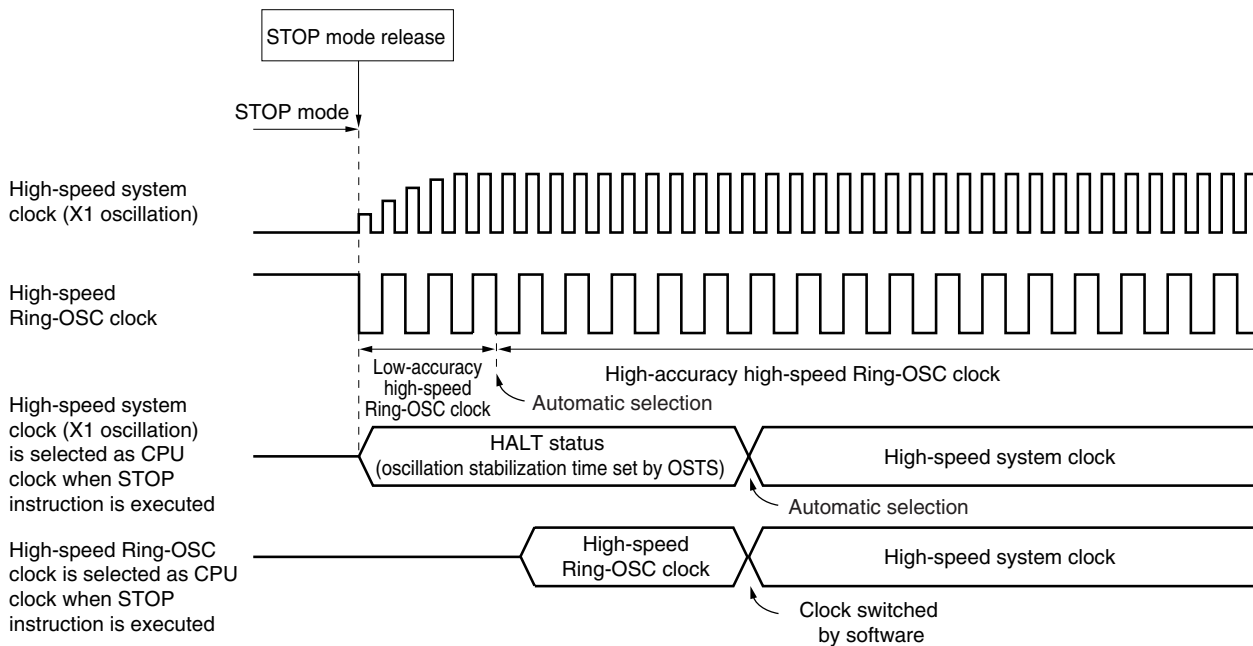 STOP mode release
STOP mode
High-speed system
clock (X1 oscillation)
High-speed
Ring-OSC clock
Low-accuracy
high-speed
Ring-OSC clock
High-accuracy high-speed Ring-OSC clock
Automatic selection
High-speed system
clock (X1 oscillation)
is selected as CPU
clock when STOP
instruction is executed
HALT status
(oscillation stabilization time set by OSTS)
High-speed system clock
Automatic selection
High-speed Ring-OSC
clock is selected as CPU
clock when STOP
instruction is executed
High-speed
Ring-OSC clock
High-speed system clock
Clock switched
by software